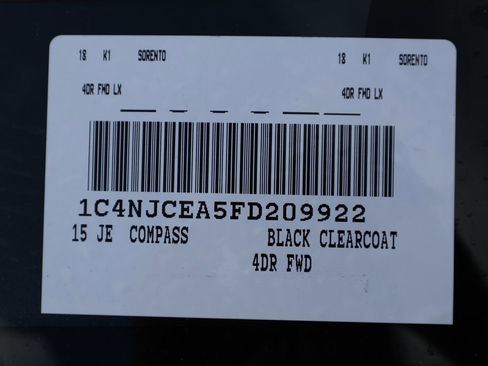 18 K1 SORENTO 18 K1 SORENTO
4DR FWD LX 4DR FWD LX
1C4NJCEA5FD209922
15 JE COMPASS BLACK CLEARCOAT
4DR FWD